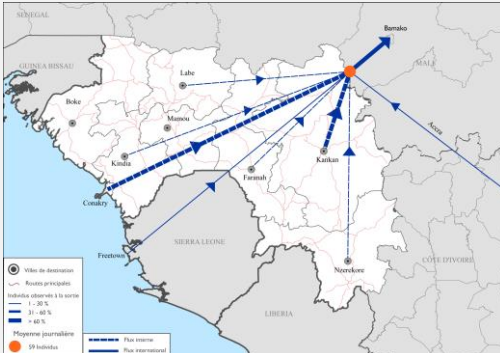 SENEGAL
Bamako
GUINEA BISSAU
MALI
Labe
Boke
Mamou
Kindia
Kankan
Faranah
Accra
Conakry
SIERRA LEONE
Freetown
CÔTE D'IVOIRE
Nzerekore
LIBERIA
Villes de destination
Routes principales
Individus observés à la sortie
1 - 30 %
31 - 60 %
> 60 %
Moyenne journalière
59 Individus
Flux interne
Flux international